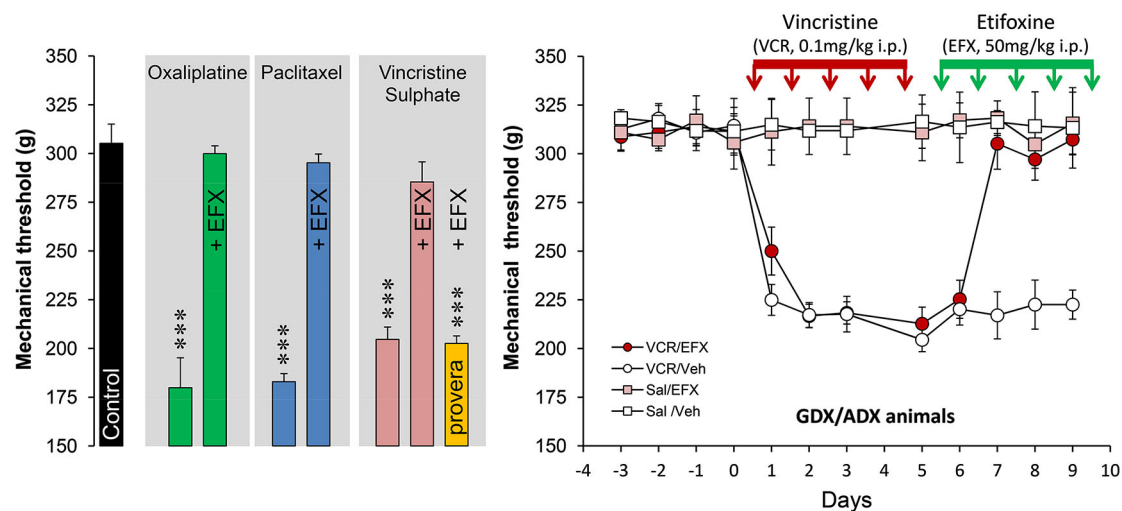 350
325
300
275
250
225
200
175
150
Mechanical threshold (g)
Control
Oxaliplatine
***
+ EFX
Paclitaxel
***
+ EFX
Vincristine
Sulphate
***
+ EFX
*** + EFX
provera
Vincristine
(VCR, 0.1mg/kg i.p.)
Etifoxine
(EFX, 50mg/kg i.p.)
350
325
300
275
250
225
200
175
150
Mechanical threshold (g)
VCR/EFX
VCR/Veh
Sal/EFX
Sal /Veh
GDX/ADX animals
-4 -3 -2 -1 0 1 2 3 4 5 6 7 8 9 10
Days